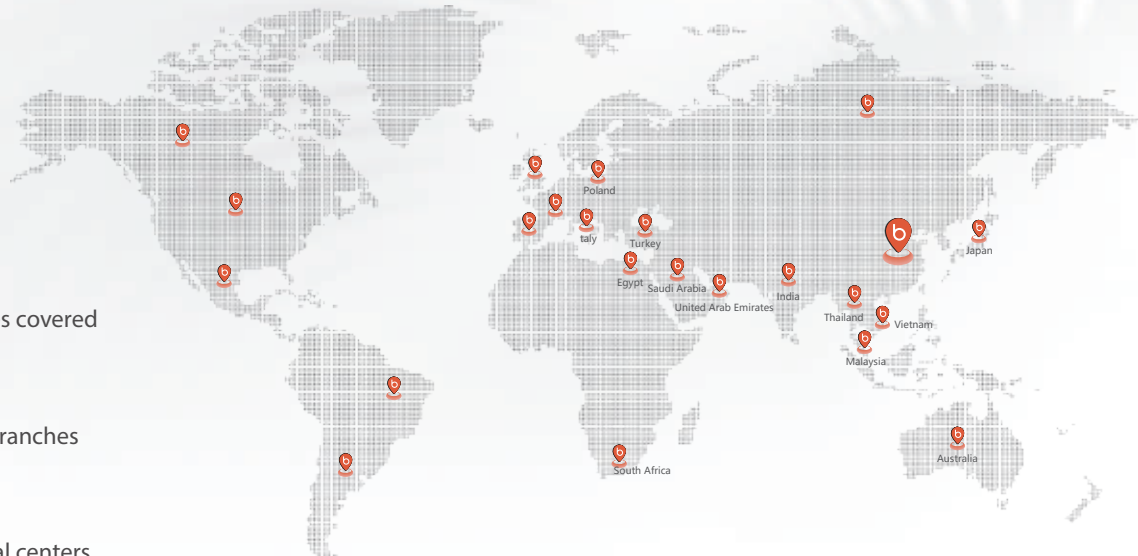 Poland
taly
Turkey
Japan
Egypt
Saudi Arabia
India
United Arab Emirates
Thailand
s covered
Vietnam
Malaysia
ranches
Australia
South Africa
al centers
b